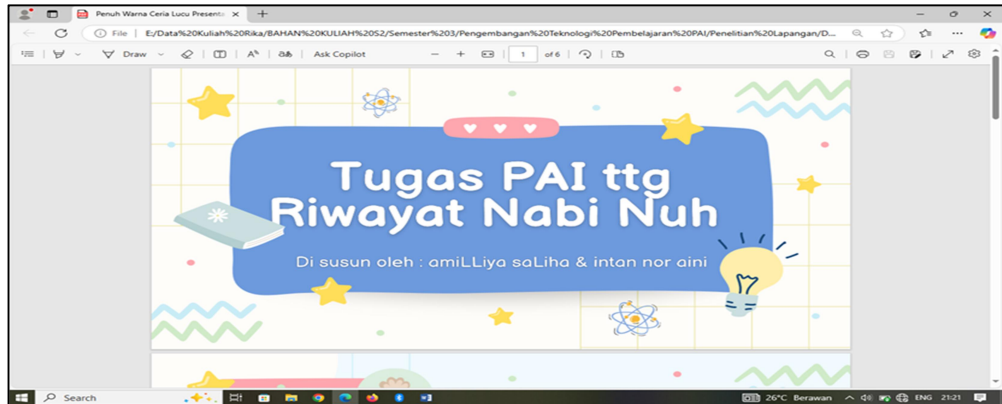 Penuh Warna Ceria Lucu Presenta
File | E:/Data%20Kuliah%20Rika/BAHAN%20KULIAH%20S2/Semester%203/Pengembangan%20Teknologi%20Pembelajaran%20PAI/Penelitian%20Lapangan/D...
Draw Ask Copilot 1 of 6
Tugas PAI ttg
Riwayat Nabi Nuh
Di susun oleh : amiLLiya saLiha & intan nor aini
Search 26°C Berawan ENG 21:21